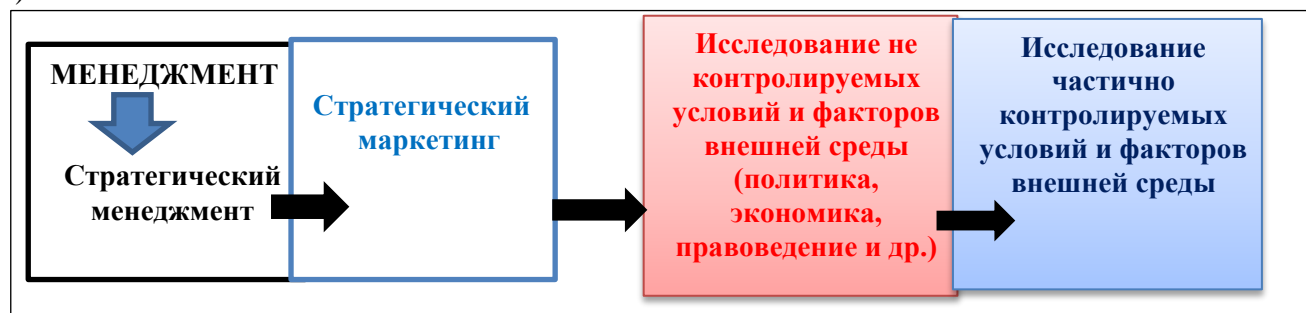 )
МЕНЕДЖМЕНТ
Стратегический
менеджмент
Стратегический
маркетинг
Исследование не
контролируемых
условий и факторов
внешней среды
(политика,
экономика,
правоведение и др.)
Исследование
частично
контролируемых
условий и факторов
внешней среды